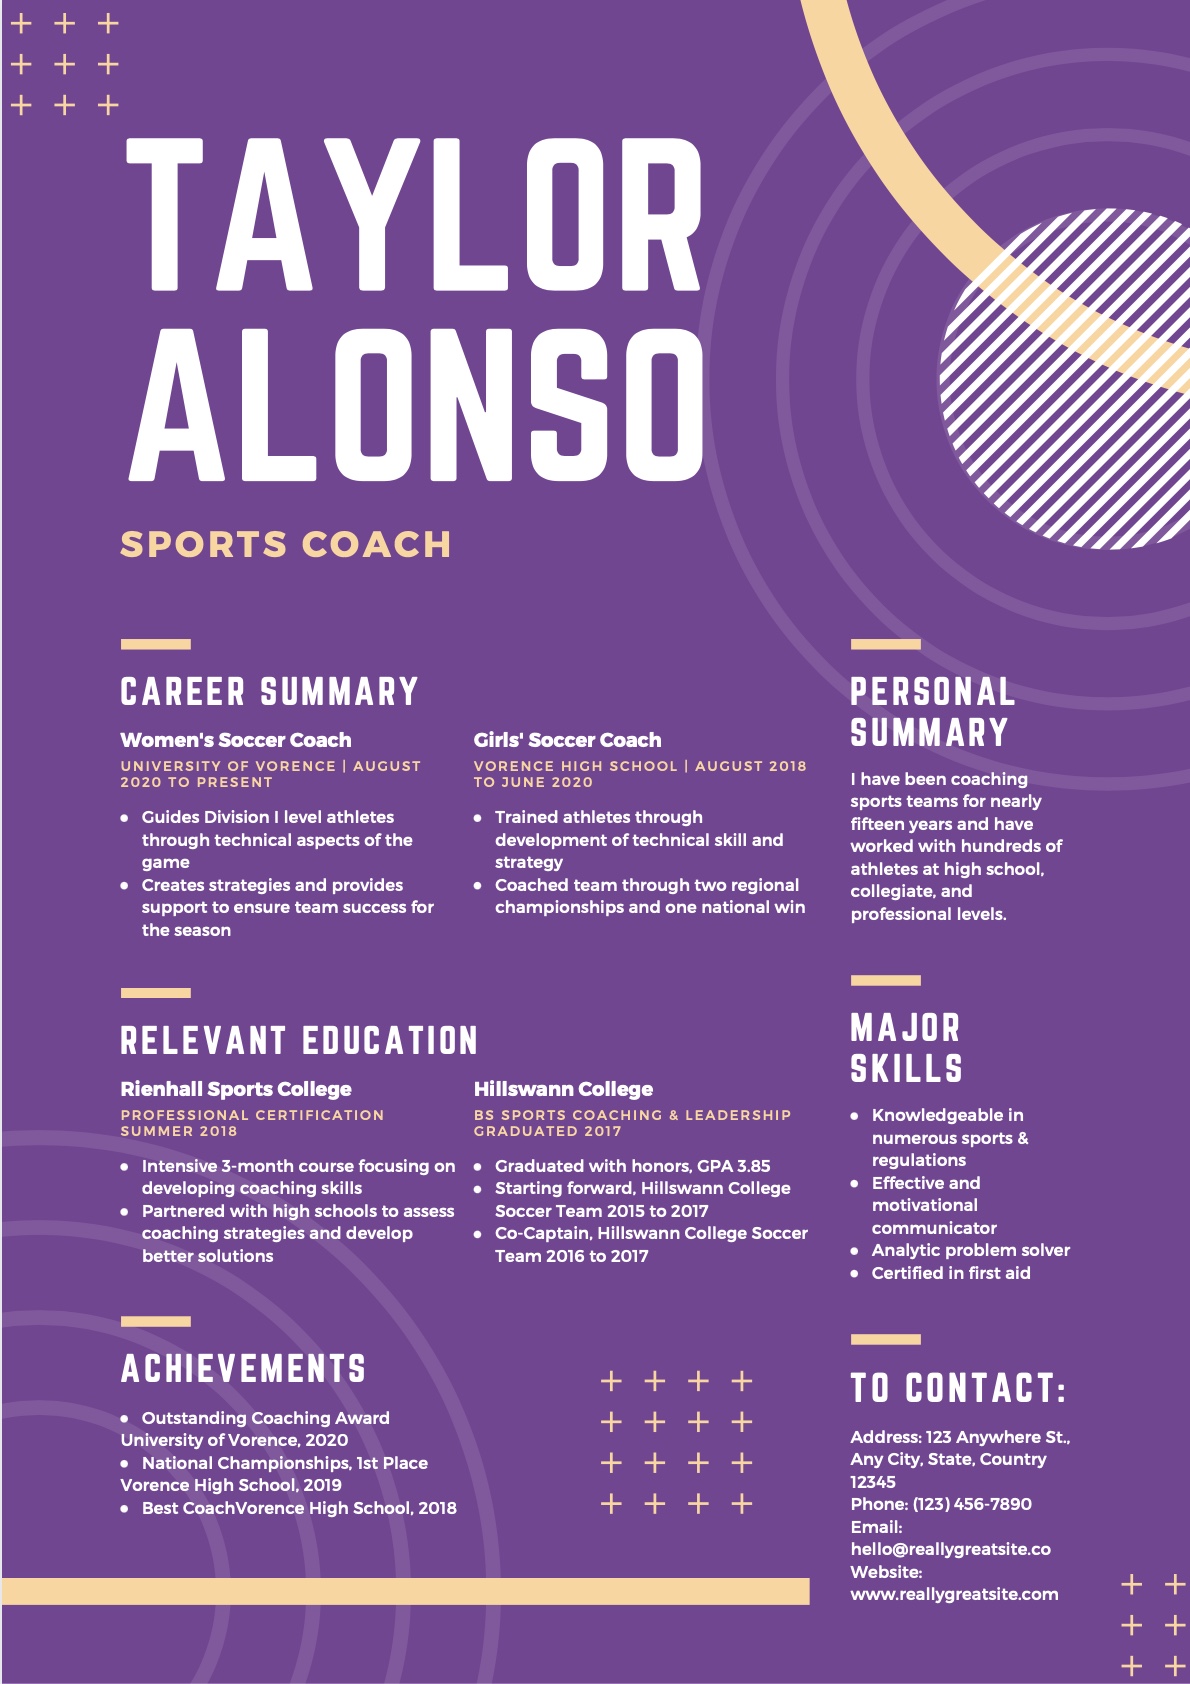 TAYLOR
ALONSO
SPORTS COACH
CAREER SUMMARY
Women's Soccer Coach
UNIVERSITY OF VORENCE | AUGUST
2020 TO PRESENT
• Guides Division I level athletes
through technical aspects of the
game
• Creates strategies and provides
support to ensure team success for
the season
Girls' Soccer Coach
VORENCE HIGH SCHOOL | AUGUST 2018
TO JUNE 2020
• Trained athletes through
development of technical skill and
strategy
• Coached team through two regional
championships and one national win
RELEVANT EDUCATION
Rienhall Sports College
PROFESSIONAL CERTIFICATION
SUMMER 2018
• Intensive 3-month course focusing on
developing coaching skills
• Partnered with high schools to assess
coaching strategies and develop
better solutions
Hillswann College
BS SPORTS COACHING & LEADERSHIP
GRADUATED 2017
• Graduated with honors, GPA 3.85
• Starting forward, Hillswann College
Soccer Team 2015 to 2017
• Co-Captain, Hillswann College Soccer
Team 2016 to 2017
ACHIEVEMENTS
• Outstanding Coaching Award
University of Vorence, 2020
• National Championships, 1st Place
Vorence High School, 2019
• Best CoachVorence High School, 2018
PERSONAL
SUMMARY
I have been coaching
sports teams for nearly
fifteen years and have
worked with hundreds of
athletes at high school,
collegiate, and
professional levels.
MAJOR
SKILLS
• Knowledgeable in
numerous sports &
regulations
• Effective and
motivational
communicator
• Analytic problem solver
• Certified in first aid
TO CONTACT:
Address: 123 Anywhere St.,
Any City, State, Country
12345
Phone: (123) 456-7890
Email:
hello@reallygreatsite.co
Website:
www.reallygreatsite.com